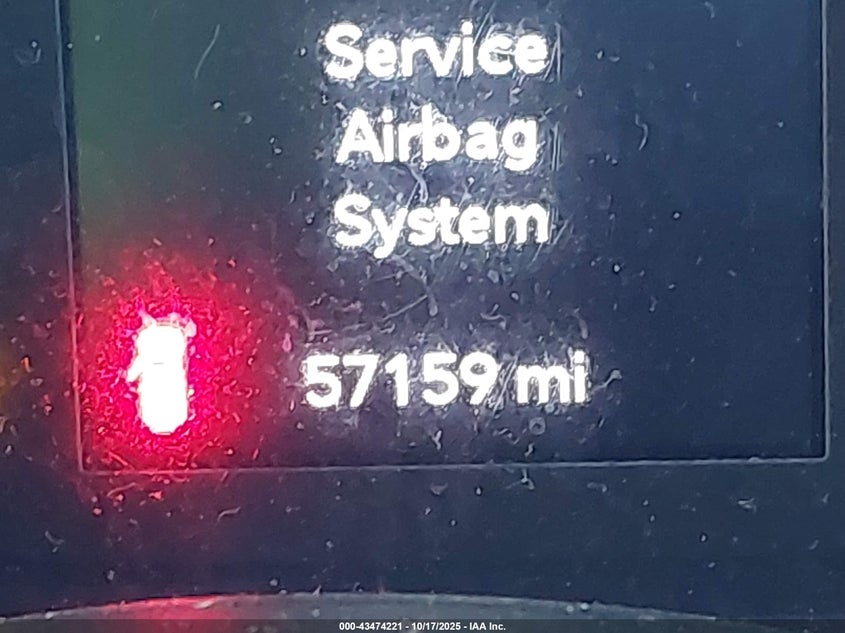 Service
Airbag
System
57159 mi
000-43474221 - 10/17/2025 - IAA Inc.